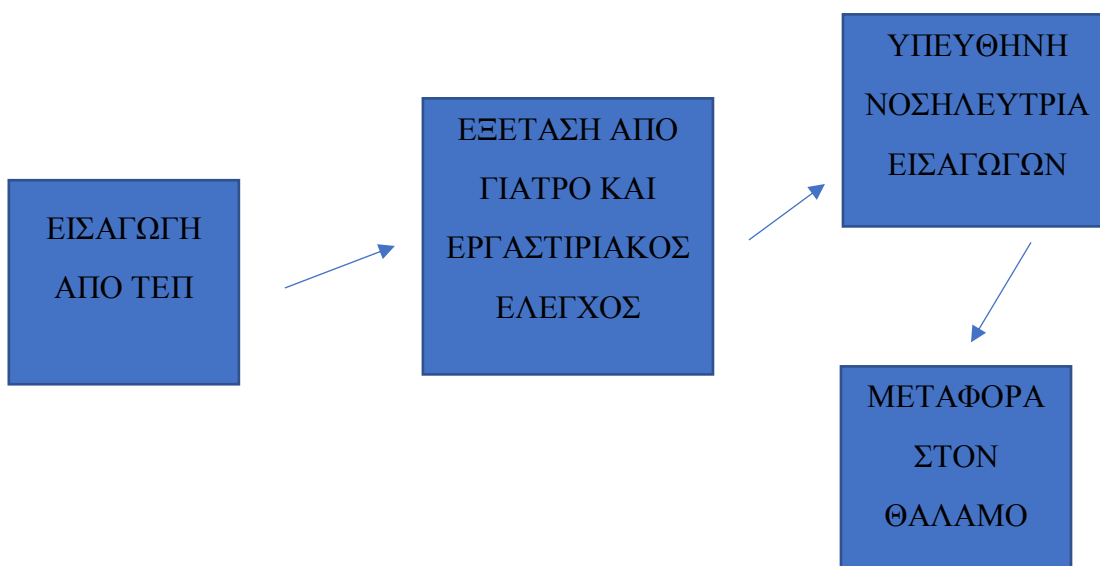 ΕΙΣΑΓΩΓΗ
ΑΠΟ ΤΕΠ
ΕΞΕΤΑΣΗ ΑΠΟ
ΓΙΑΤΡΟ ΚΑΙ
ΕΡΓΑΣΤΙΡΙΑΚΟΣ
ΕΛΕΓΧΟΣ
ΥΠΕΥΘΗΝΗ
ΝΟΣΗΛΕΥΤΡΙΑ
ΕΙΣΑΓΩΓΩΝ
ΜΕΤΑΦΟΡΑ
ΣΤΟΝ
ΘΑΛΑΜΟ